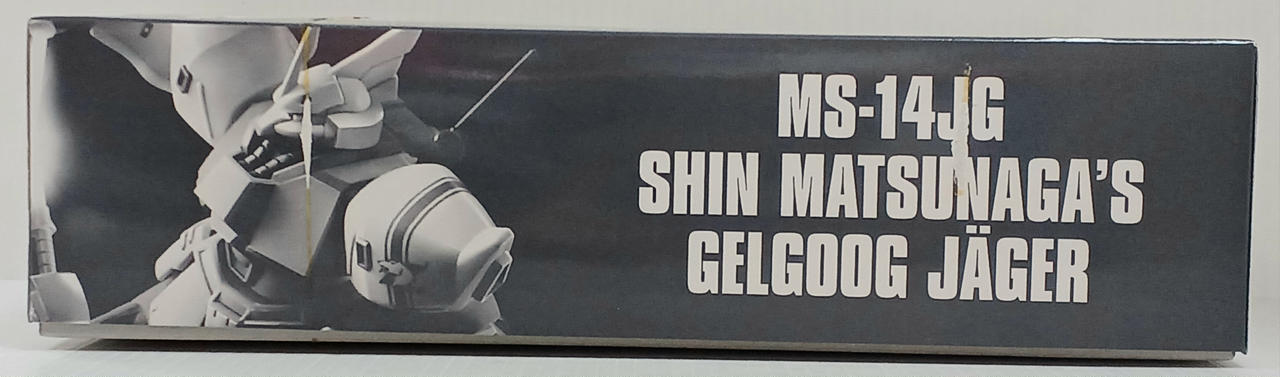 MS-14JG
SHIN MATSUNAGA'S
GELGOOG JÄGER